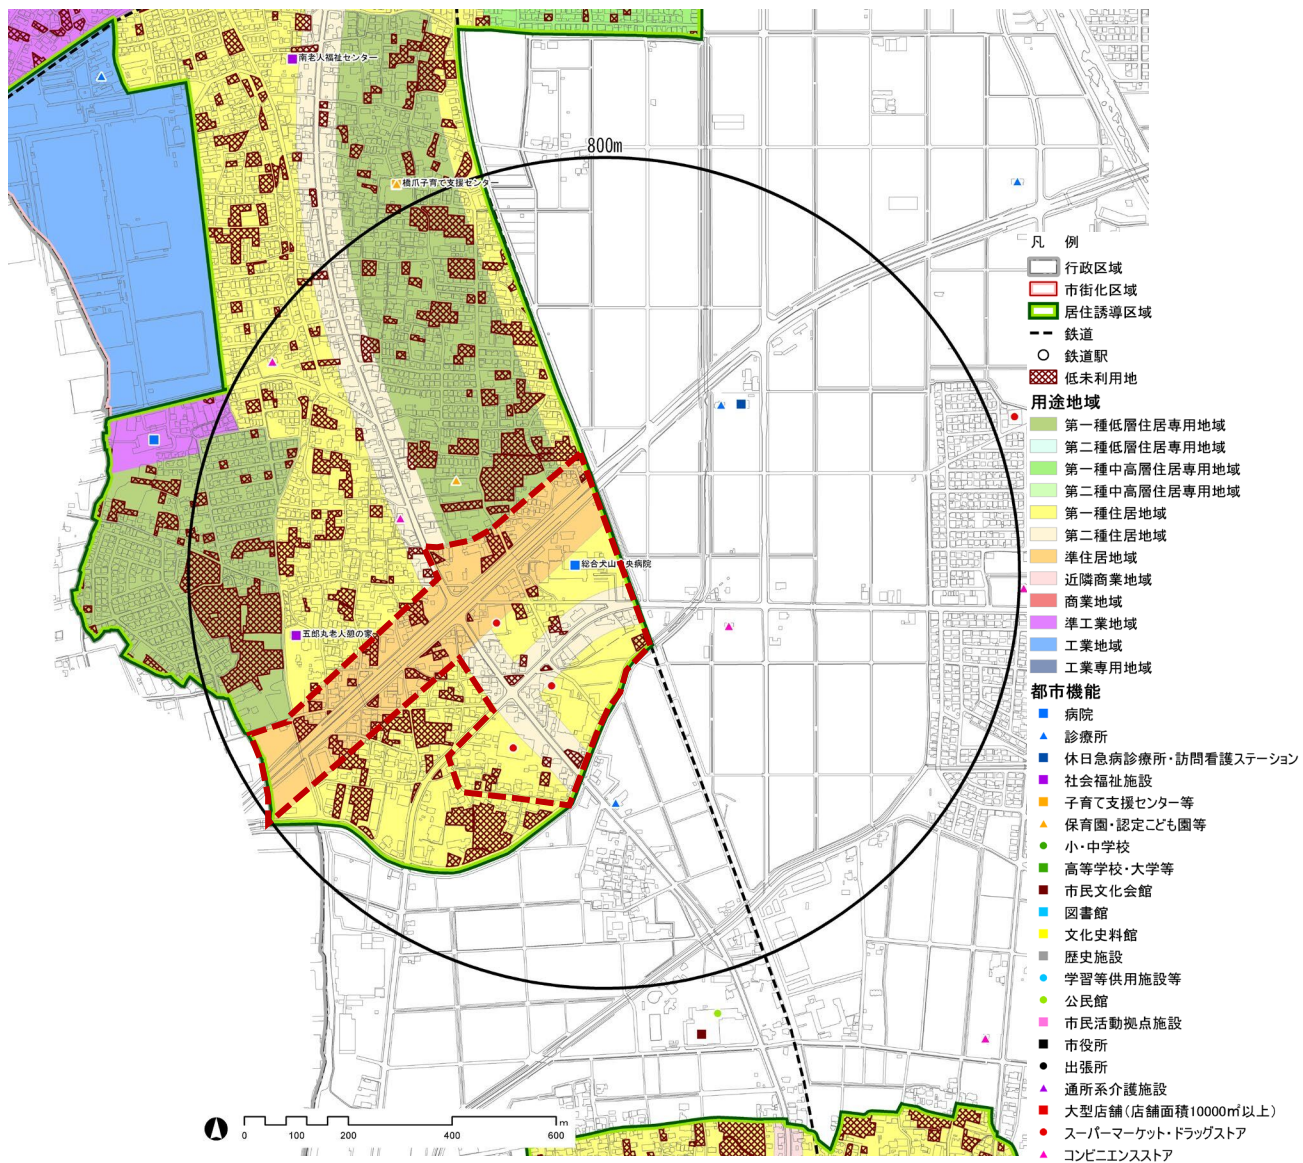 南老人福祉センター
800m
橋爪子育て支援センター
凡 例
行政区域
市街化区域
居住誘導区域
鉄道
鉄道駅
低未利用地
用途地域
第一種低層住居専用地域
第二種低層住居専用地域
第一種中高層住居専用地域
第二種中高層住居専用地域
第一種住居地域
第二種住居地域
準住居地域
近隣商業地域
商業地域
準工業地域
工業地域
工業専用地域
総合犬山中央病院
五郎丸老人憩の家
都市機能
病院
診療所
休日急病診療所・訪問看護ステーション
社会福祉施設
子育て支援センター等
保育園・認定こども園等
小・中学校
高等学校・大学等
市民文化会館
図書館
文化史料館
歴史施設
学習等供用施設等
公民館
市民活動拠点施設
市役所
出張所
通所系介護施設
大型店舗（店舗面積10000㎡以上）
スーパーマーケット・ドラッグストア
コンビニエンスストア
0 100 200 400 600 m